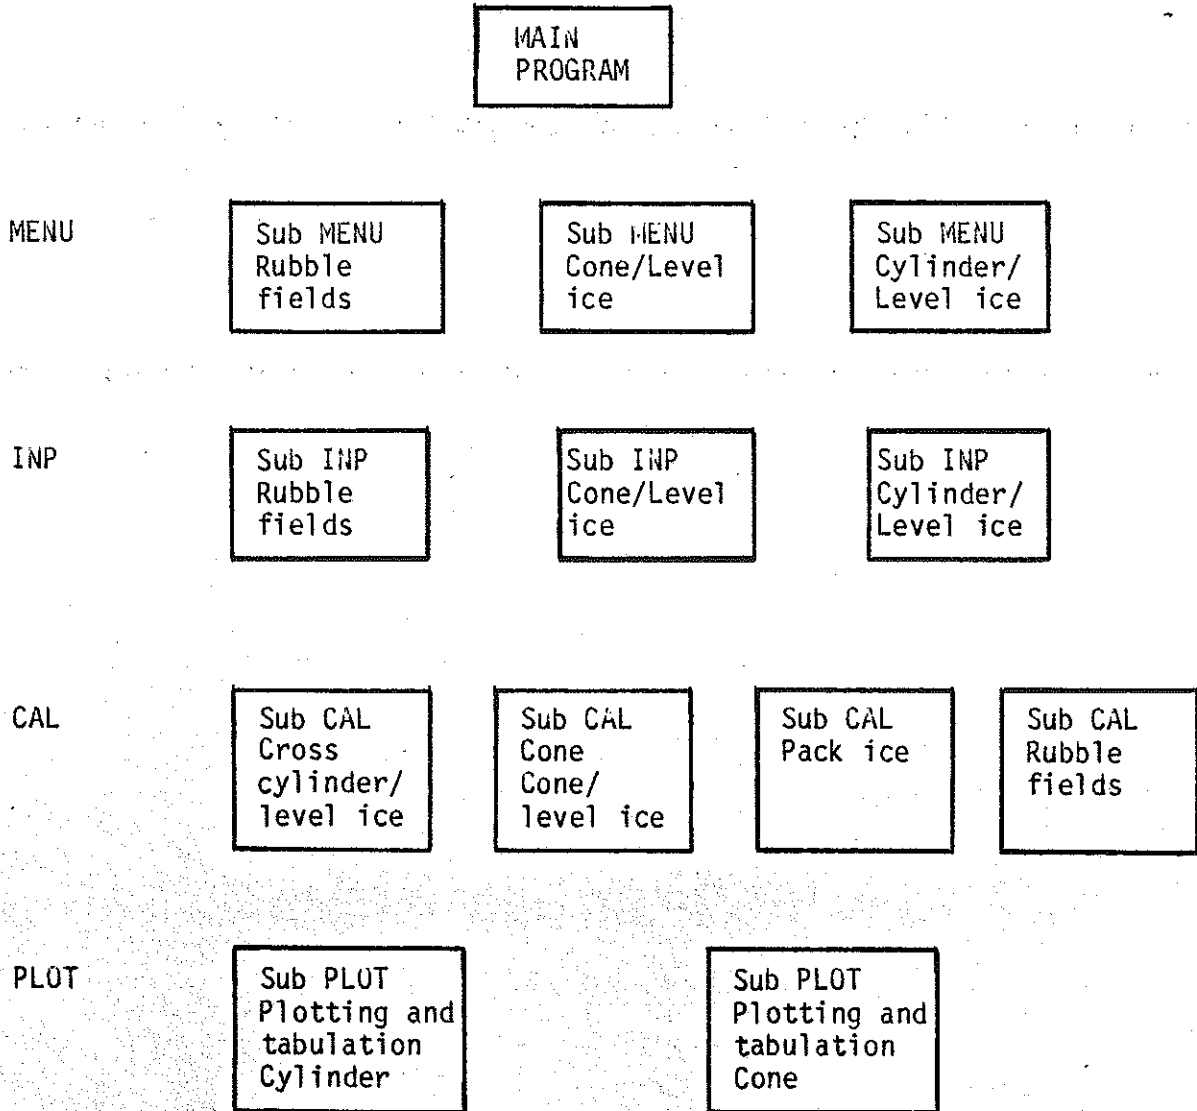 MAIN
PROGRAM
MENU
Sub MENU
Rubble
fields
Sub MENU
Cone/Level
ice
Sub MENU
Cylinder/
Level ice
INP
Sub INP
Rubble
fields
Sub INP
Cone/Level
ice
Sub INP
Cylinder/
Level ice
CAL
Sub CAL
Cross
cylinder/
level ice
Sub CAL
Cone
Cone/
level ice
Sub CAL
Pack ice
Sub CAL
Rubble
fields
PLOT
Sub PLOT
Plotting and
tabulation
Cylinder
Sub PLOT
Plotting and
tabulation
Cone